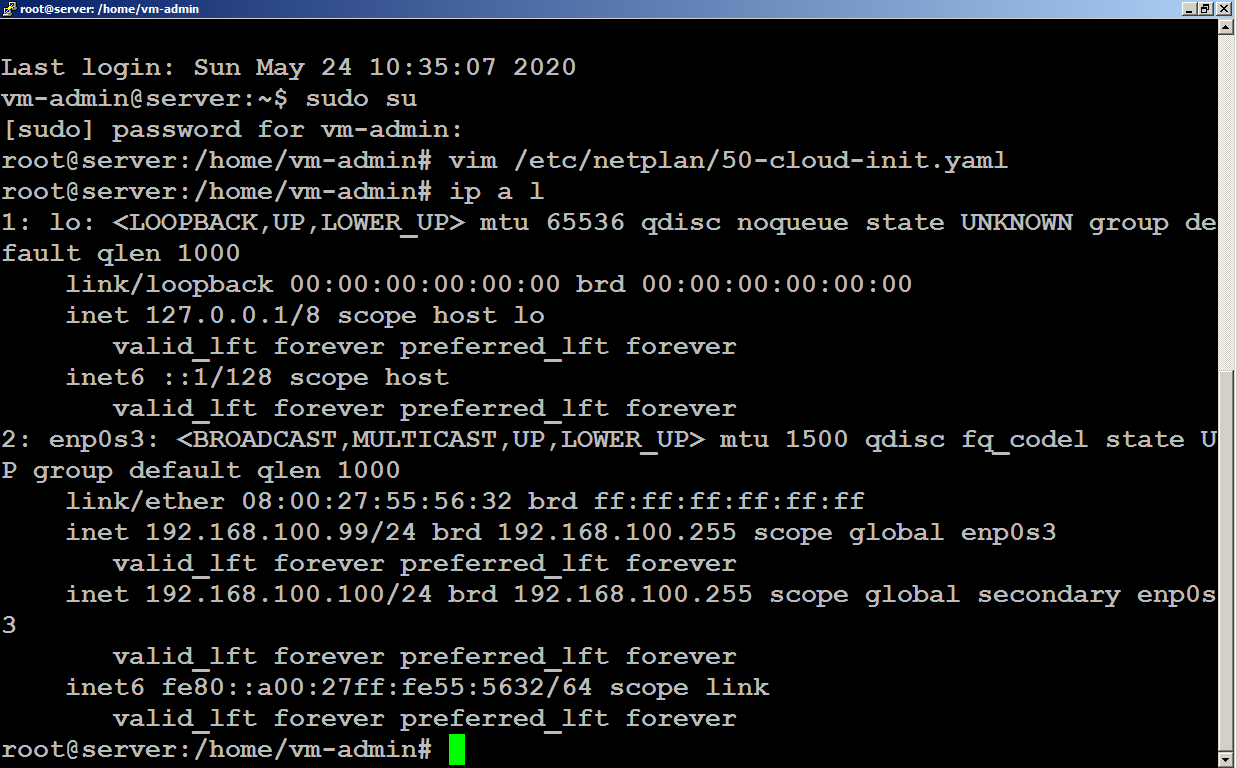 root@server: /home/vm-admin
Last login: Sun May 24 10:35:07 2020
vm-admin@server:~$ sudo su
[sudo] password for vm-admin:
root@server:/home/vm-admin# vim /etc/netplan/50-cloud-init.yaml
root@server:/home/vm-admin# ip a l
1: lo: <LOOPBACK,UP,LOWER_UP> mtu 65536 qdisc noqueue state UNKNOWN group de
fault qlen 1000
    link/loopback 00:00:00:00:00:00 brd 00:00:00:00:00:00
    inet 127.0.0.1/8 scope host lo
       valid_lft forever preferred_lft forever
    inet6 ::1/128 scope host
       valid_lft forever preferred_lft forever
2: enp0s3: <BROADCAST,MULTICAST,UP,LOWER_UP> mtu 1500 qdisc fq_codel state U
P group default qlen 1000
    link/ether 08:00:27:55:56:32 brd ff:ff:ff:ff:ff:ff
    inet 192.168.100.99/24 brd 192.168.100.255 scope global enp0s3
       valid_lft forever preferred_lft forever
    inet 192.168.100.100/24 brd 192.168.100.255 scope global secondary enp0s
3
       valid_lft forever preferred_lft forever
    inet6 fe80::a00:27ff:fe55:5632/64 scope link
       valid_lft forever preferred_lft forever
root@server:/home/vm-admin#